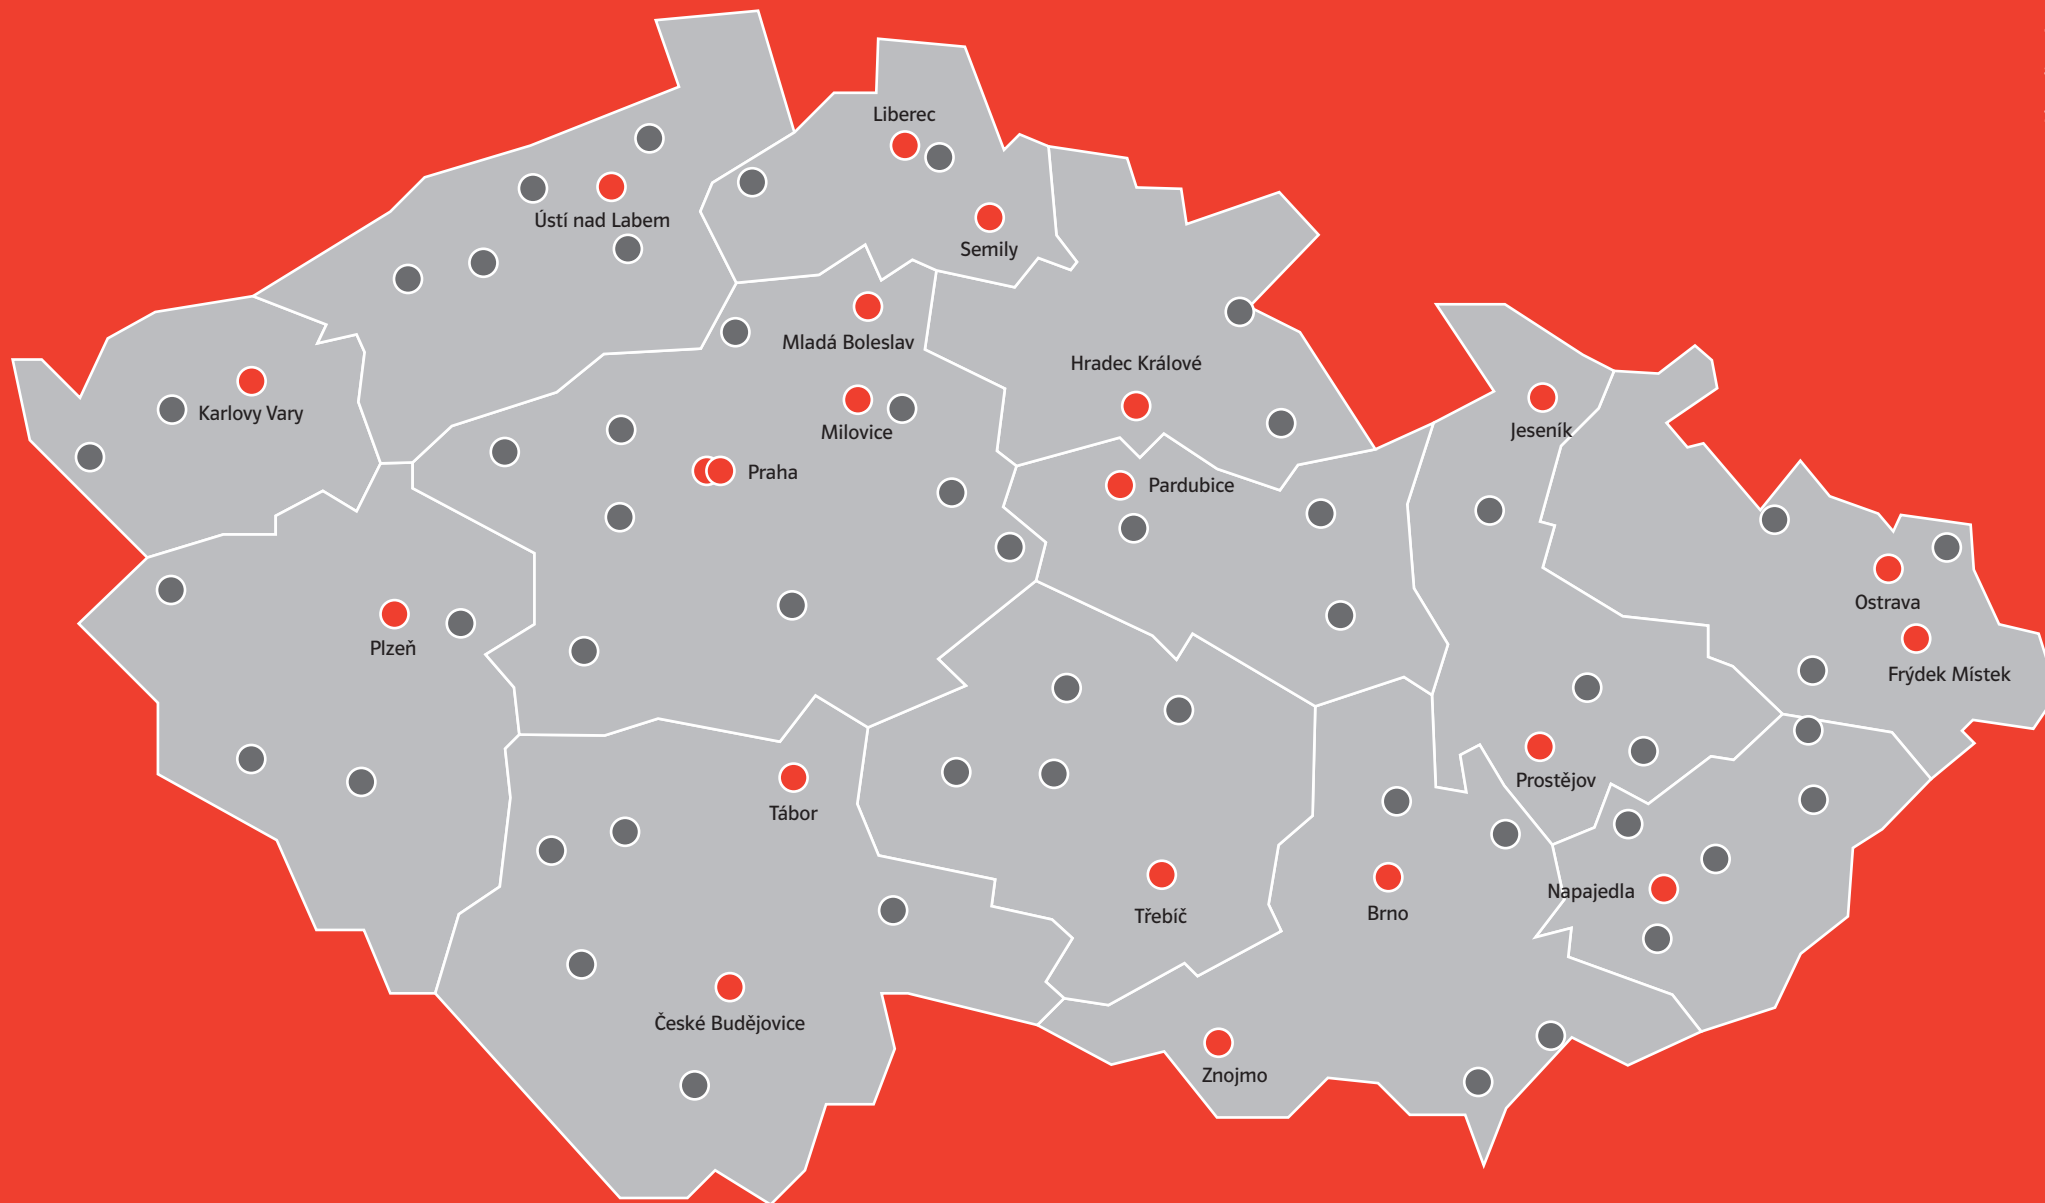 Liberec
Ústí nad Labem
Semily
Mladá Boleslav
Hradec Králové
Karlovy Vary
Milovice
Jeseník
Praha
Pardubice
Ostrava
Plzeň
Frýdek Místek
Prostějov
Tábor
Napajedla
Třebíč
Brno
České Budějovice
Znojmo